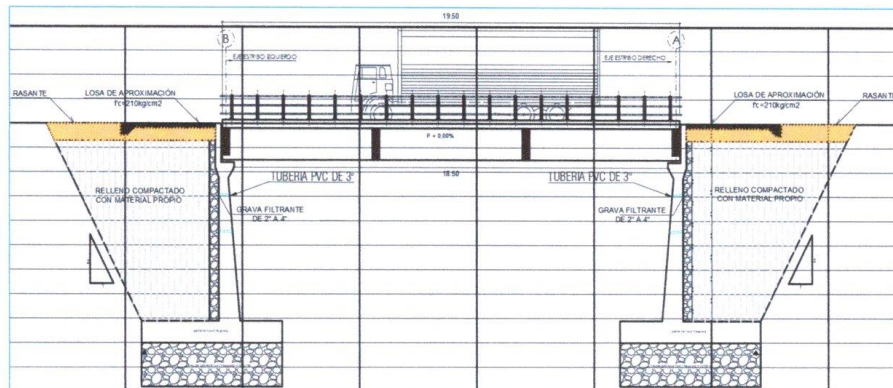 19.50
B
A
EJE ESTRIBO IZQUIERDO
EJE ESTRIBO DERECHO
RASANTE
LOSA DE APROXIMACIÓN
f'c=210kg/cm2
LOSA DE APROXIMACIÓN
f'c=210kg/cm2
RASANTE
P = 0,00%
18.50
TUBERIA PVC DE 3"
TUBERIA PVC DE 3"
RELLENO COMPACTADO
CON MATERIAL PROPIO
GRAVA FILTRANTE
DE 2" A 4"
GRAVA FILTRANTE
DE 2" A 4"
RELLENO COMPACTADO
CON MATERIAL PROPIO